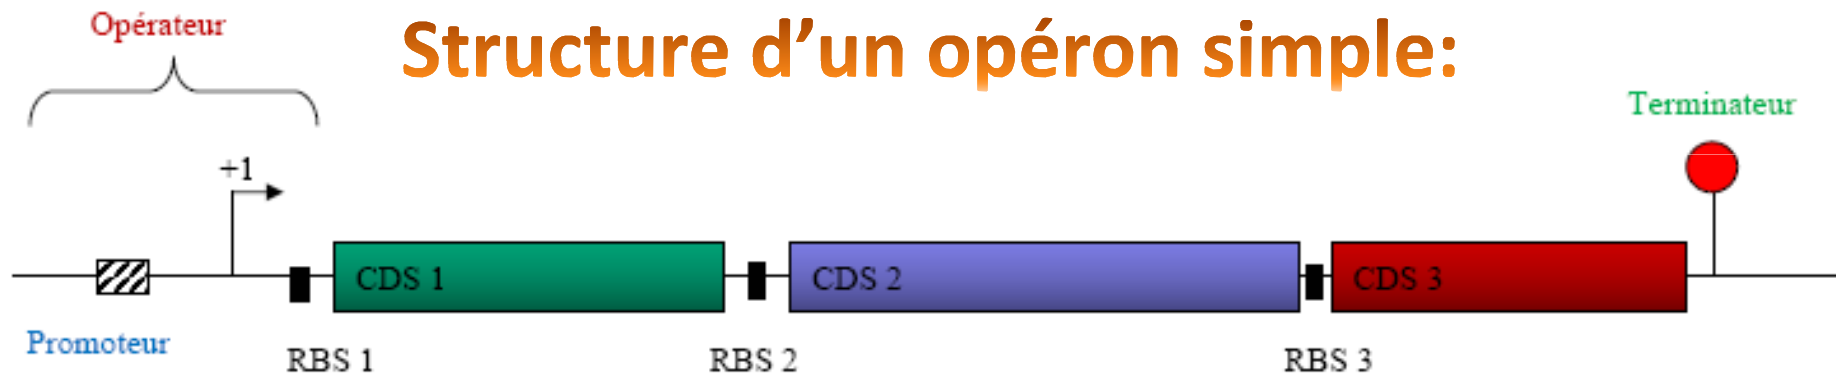 Opérateur
Structure d’un opéron simple:
Terminateur
+1
CDS 1
CDS 2
CDS 3
Promoteur
RBS 1
RBS 2
RBS 3